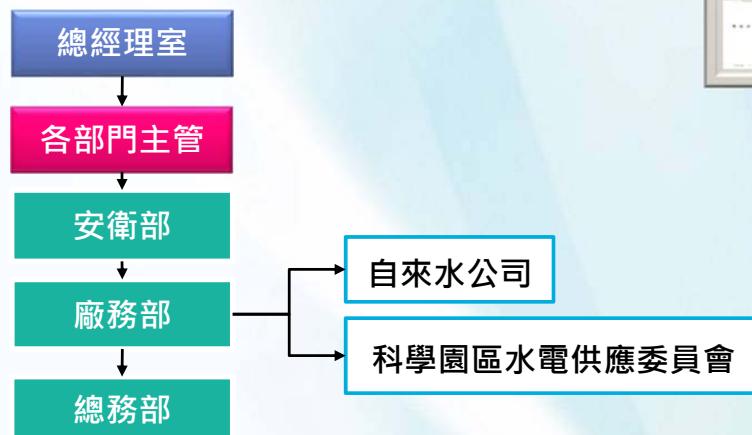 總經理室
各部門主管
安衛部
廠務部
總務部
自來水公司
科學園區水電供應委員會